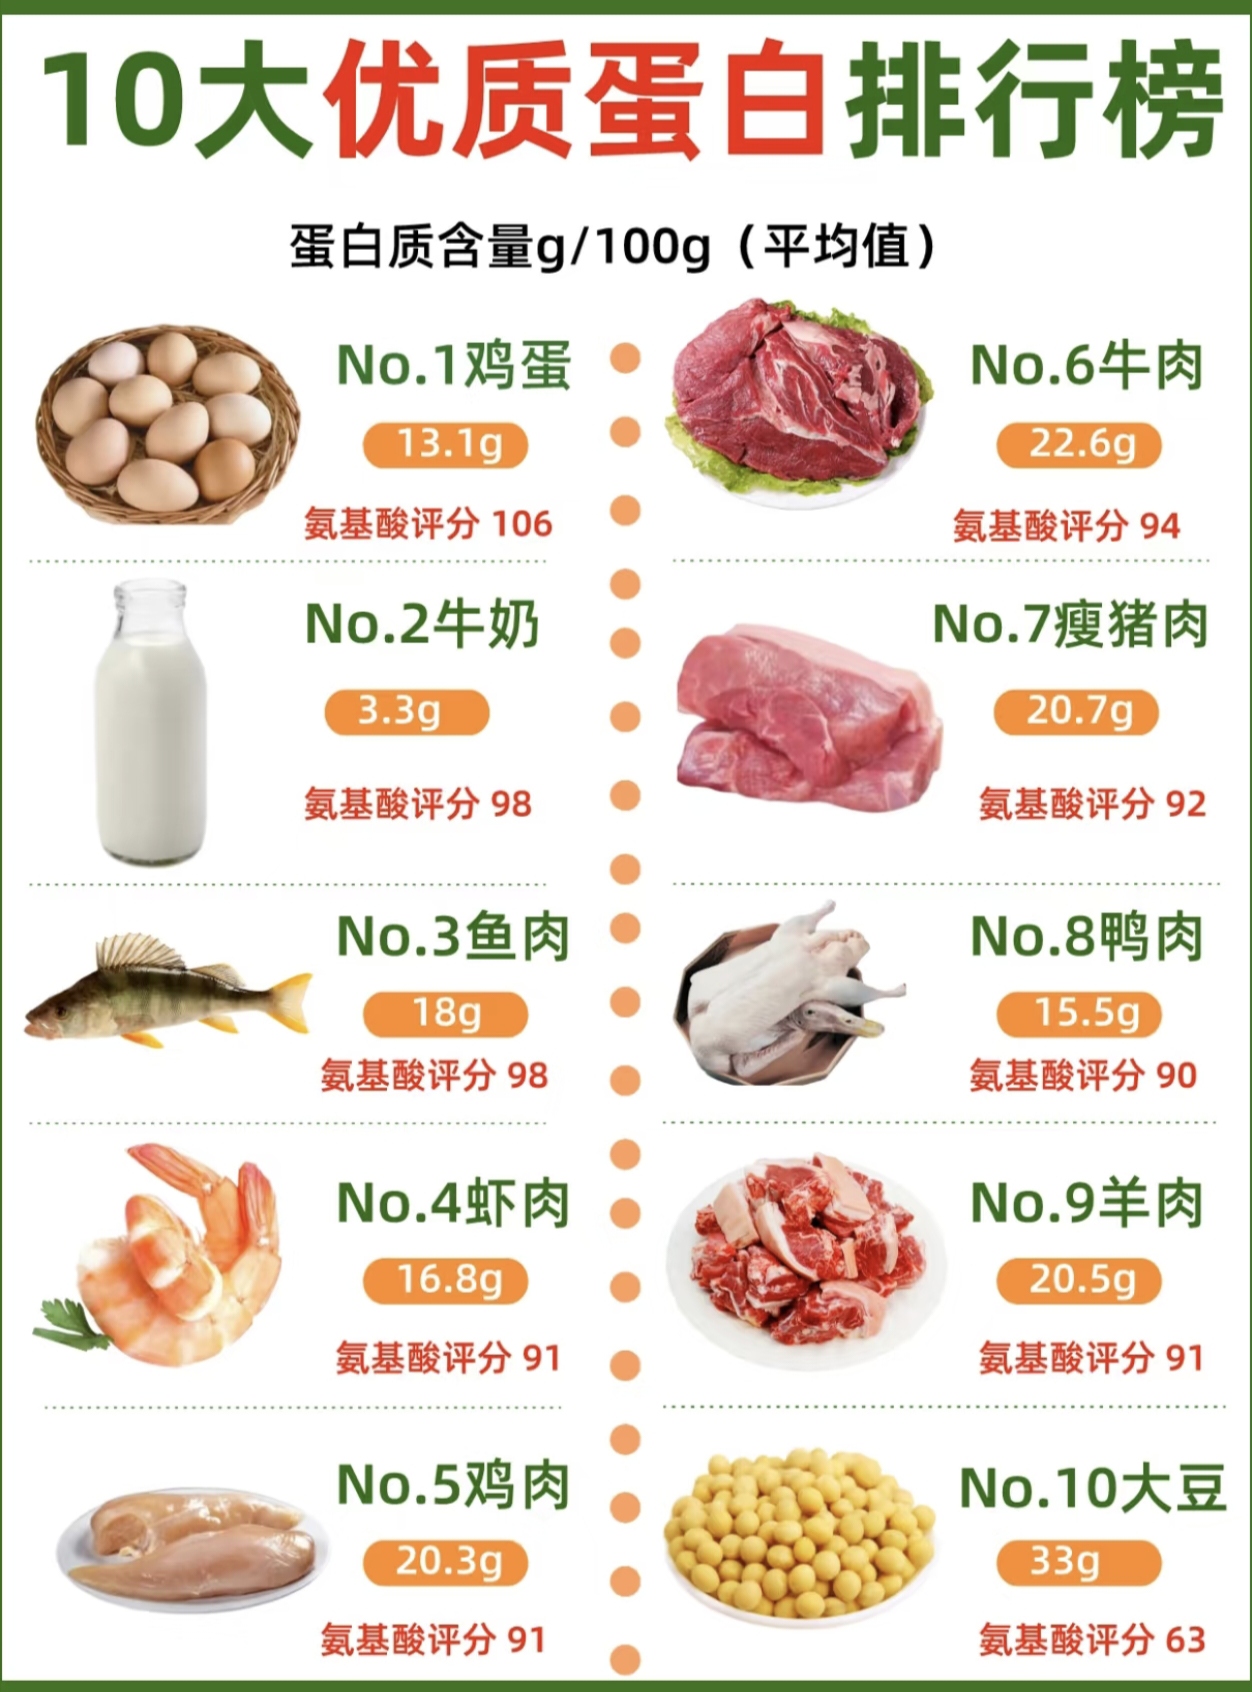 10大优质蛋白排行榜
蛋白质含量g/100g（平均值）
No.1鸡蛋
13.1g
氨基酸评分 106
No.2牛奶
3.3g
氨基酸评分 98
No.3鱼肉
18g
氨基酸评分 98
No.4虾肉
16.8g
氨基酸评分 91
No.5鸡肉
20.3g
氨基酸评分 91
No.6牛肉
22.6g
氨基酸评分 94
No.7瘦猪肉
20.7g
氨基酸评分 92
No.8鸭肉
15.5g
氨基酸评分 90
No.9羊肉
20.5g
氨基酸评分 91
No.10大豆
33g
氨基酸评分 63